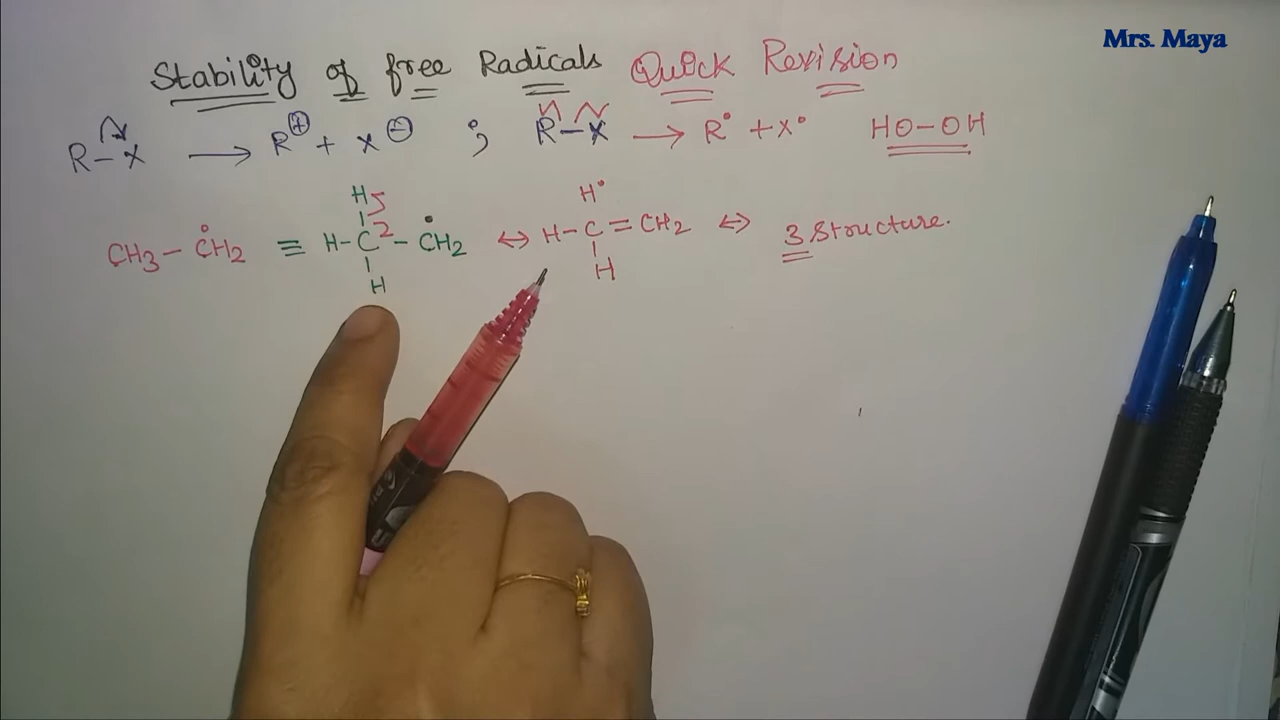 Mrs. Maya
Stability of free Radicals Quick Revision
R-X → R⊕ + X⊖ ; R-X → R• + X• HO-OH
H H•
CH3- ĊH2 ≡ H-C-ĊH2 ⇔ H-C=CH2 ⇔ 3 Structure.
H H